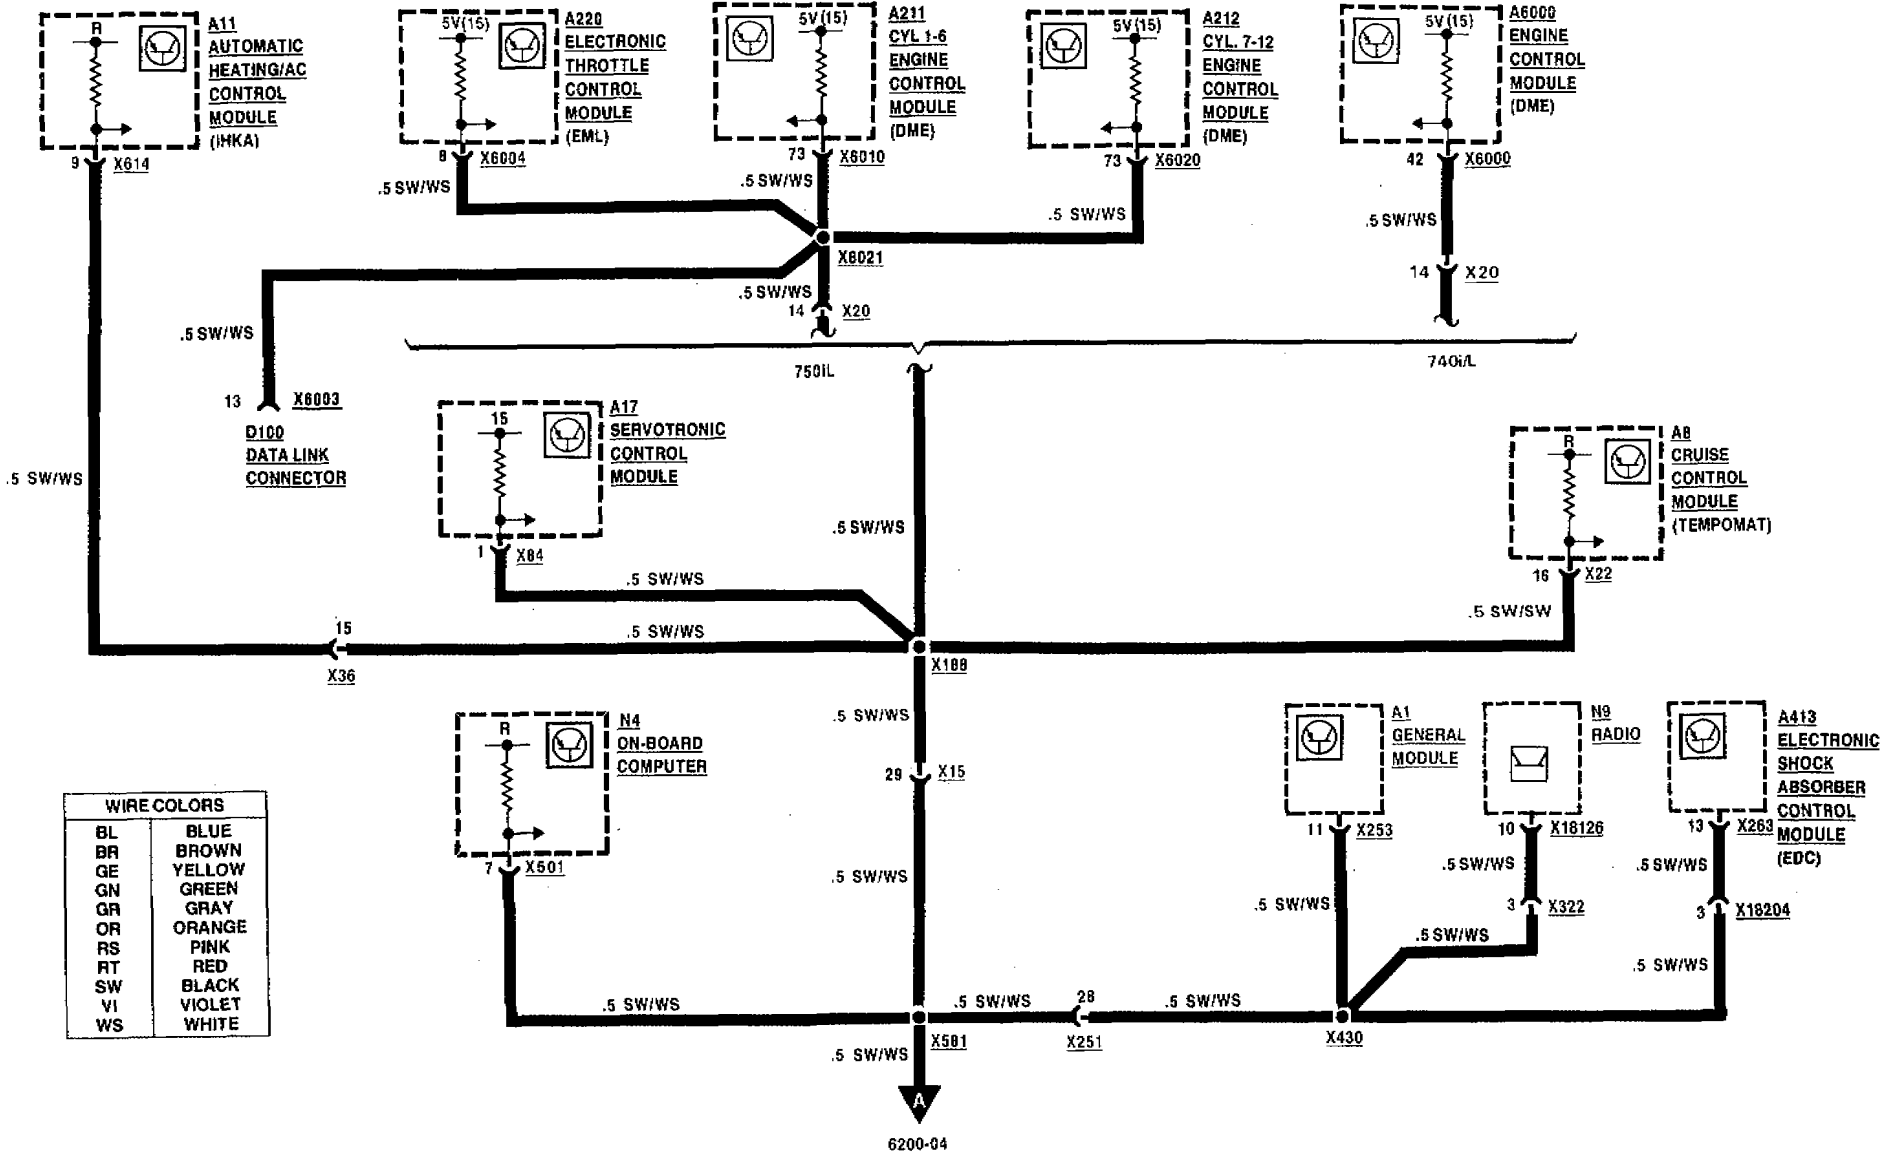 R
A11
AUTOMATIC
HEATING/AC
CONTROL
MODULE
(IHKA)
9 X614
5V(15)
A220
ELECTRONIC
THROTTLE
CONTROL
MODULE
(EML)
8 X6004
.5 SW/WS
5V(15)
A211
CYL 1-6
ENGINE
CONTROL
MODULE
(DME)
73 X6010
.5 SW/WS
5V(15)
A212
CYL. 7-12
ENGINE
CONTROL
MODULE
(DME)
73 X6020
.5 SW/WS
5V(15)
A6000
ENGINE
CONTROL
MODULE
(DME)
42 X6000
.5 SW/WS
14 X20
X6021
.5 SW/WS
14 X20
.5 SW/WS
750iL
740i/L
13 X6003
D100
DATA LINK
CONNECTOR
.5 SW/WS
15
A17
SERVOTRONIC
CONTROL
MODULE
1 X84
.5 SW/WS
.5 SW/WS
R
A8
CRUISE
CONTROL
MODULE
(TEMPOMAT)
16 X22
.5 SW/SW
15
X36
.5 SW/WS
X188
.5 SW/WS
R
N4
ON-BOARD
COMPUTER
7 X501
29 X15
.5 SW/WS
A1
GENERAL
MODULE
11 X253
.5 SW/WS
N9
RADIO
10 X18126
.5 SW/WS
3 X322
.5 SW/WS
A413
ELECTRONIC
SHOCK
ABSORBER
CONTROL
MODULE
(EDC)
13 X263
.5 SW/WS
3 X18204
.5 SW/WS
WIRE COLORS
BL BLUE
BR BROWN
GE YELLOW
GN GREEN
GR GRAY
OR ORANGE
RS PINK
RT RED
SW BLACK
VI VIOLET
WS WHITE
.5 SW/WS
.5 SW/WS
28
X251
.5 SW/WS
X430
X581
.5 SW/WS
A
6200-04